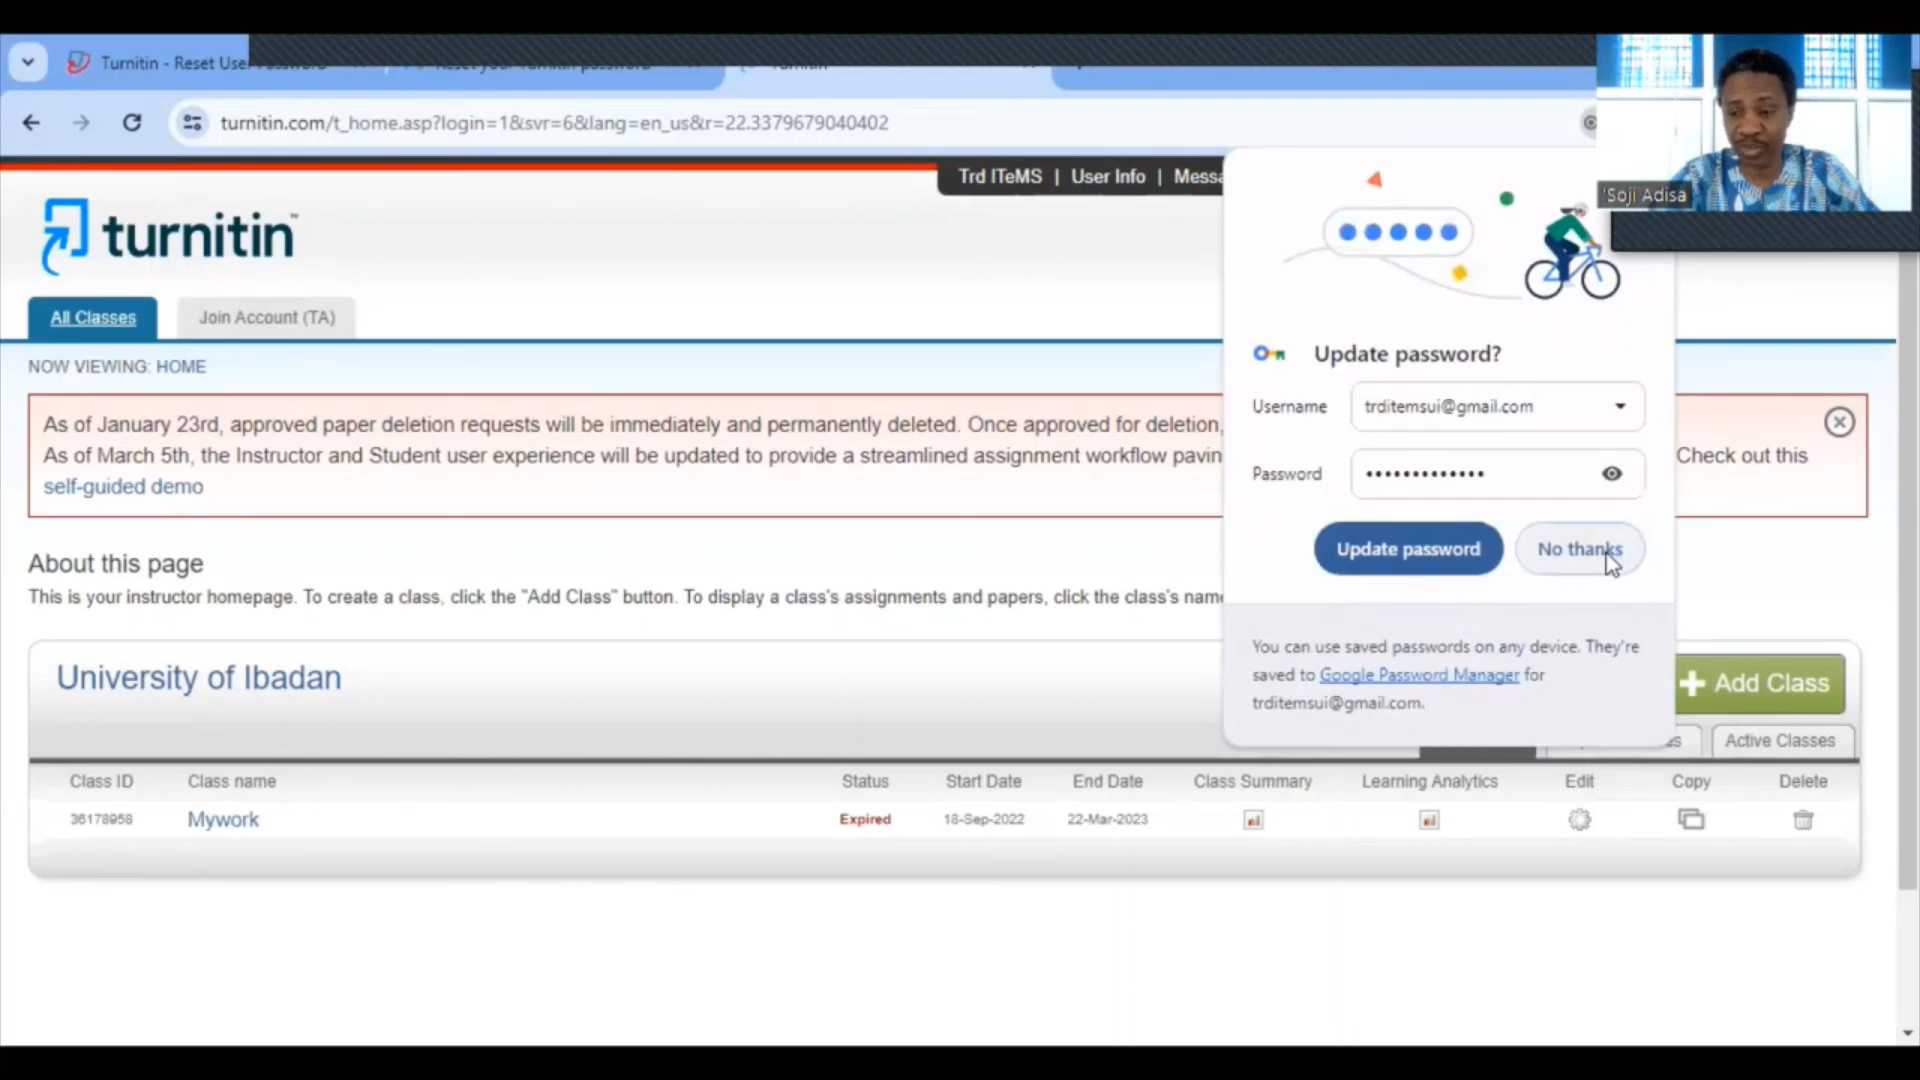 Turnitin - Reset User Password
Turnitin
turnitin.com/t_home.asp?login=1&svr=6&lang=en_us&r=22.3379679040402
Trd ITeMS | User Info | Messa
'Soji Adisa
turnitin™
All Classes
Join Account (TA)
NOW VIEWING: HOME
As of January 23rd, approved paper deletion requests will be immediately and permanently deleted. Once approved for deletion,
As of March 5th, the Instructor and Student user experience will be updated to provide a streamlined assignment workflow pavin
Check out this
self-guided demo
Update password?
Username trditemsui@gmail.com
Password •••••••••••••
Update password
No thanks
You can use saved passwords on any device. They're
saved to Google Password Manager for
trditemsui@gmail.com.
About this page
This is your instructor homepage. To create a class, click the "Add Class" button. To display a class's assignments and papers, click the class's name
University of Ibadan
Add Class
Active Classes
Class ID Class name Status Start Date End Date Class Summary Learning Analytics Edit Copy Delete
36178958 Mywork Expired 18-Sep-2022 22-Mar-2023